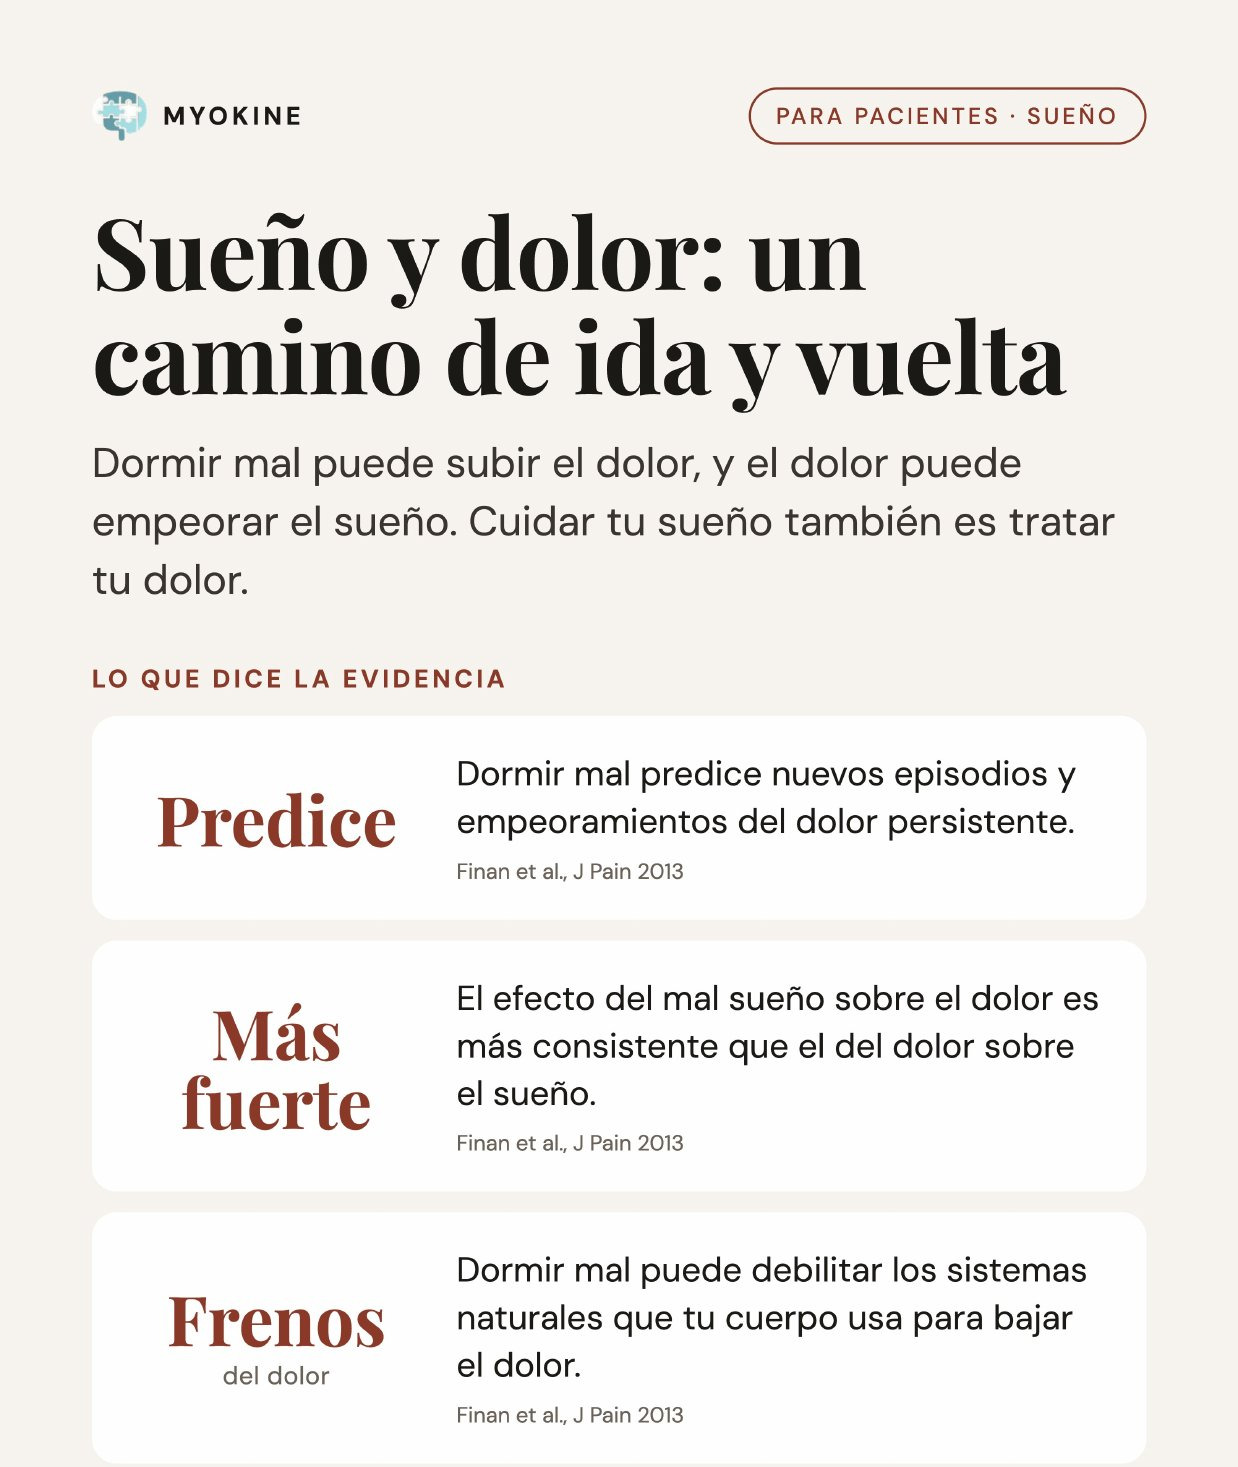 MYOKINE
PARA PACIENTES · SUEÑO
Sueño y dolor: un
camino de ida y vuelta
Dormir mal puede subir el dolor, y el dolor puede
empeorar el sueño. Cuidar tu sueño también es tratar
tu dolor.
LO QUE DICE LA EVIDENCIA
Predice
Dormir mal predice nuevos episodios y
empeoramientos del dolor persistente.
Finan et al., J Pain 2013
Más
fuerte
El efecto del mal sueño sobre el dolor es
más consistente que el del dolor sobre
el sueño.
Finan et al., J Pain 2013
Frenos
del dolor
Dormir mal puede debilitar los sistemas
naturales que tu cuerpo usa para bajar
el dolor.
Finan et al., J Pain 2013